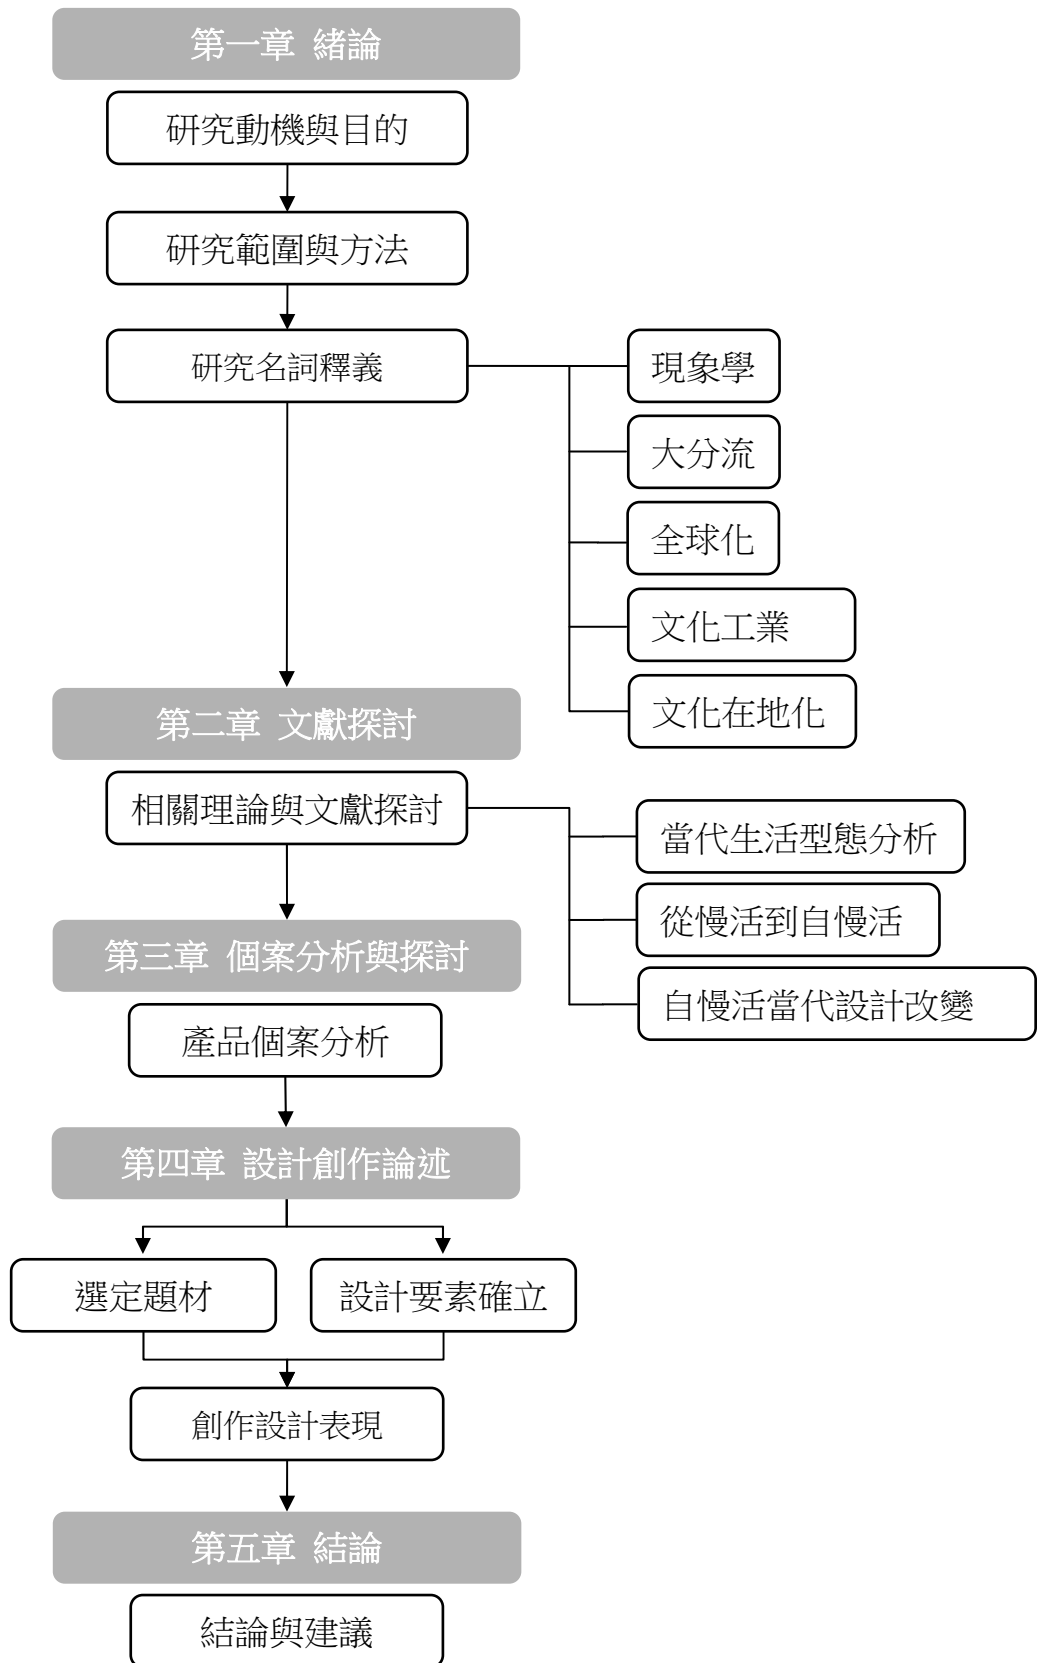 第一章 緒論
研究動機與目的
研究範圍與方法
研究名詞釋義
現象學
大分流
全球化
文化工業
文化在地化
第二章 文獻探討
相關理論與文獻探討
當代生活型態分析
從慢活到自慢活
自慢活當代設計改變
第三章 個案分析與探討
產品個案分析
第四章 設計創作論述
選定題材
設計要素確立
創作設計表現
第五章 結論
結論與建議